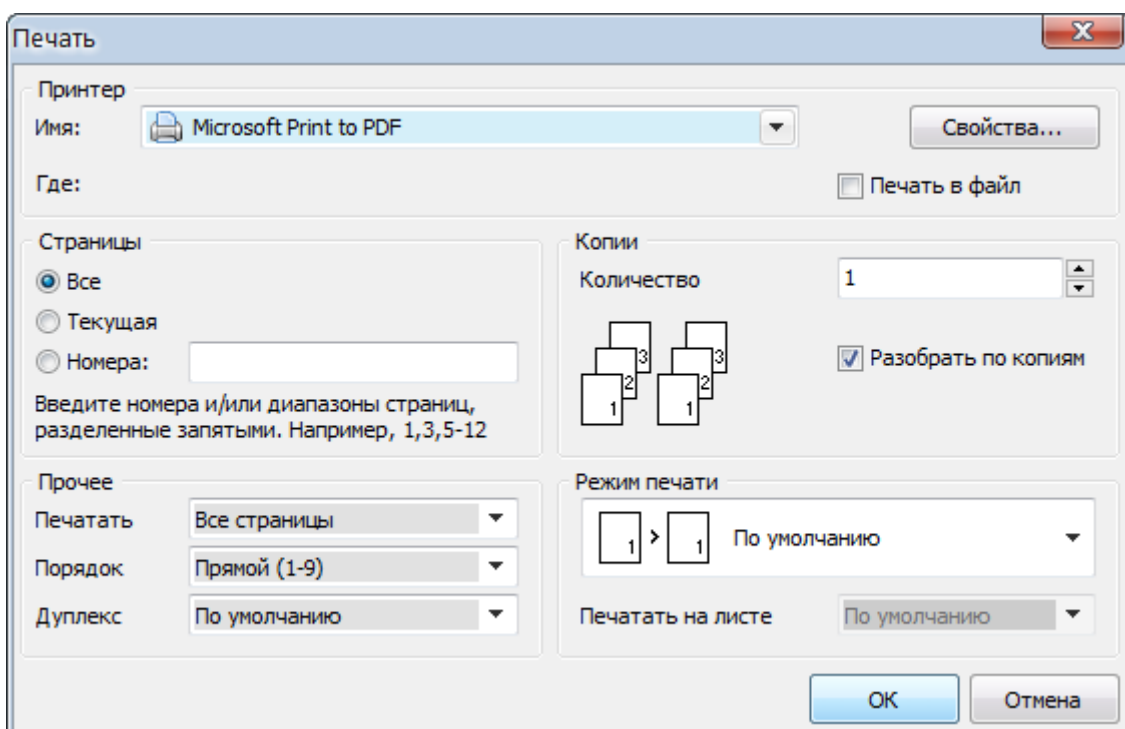 Печать
Принтер
Имя: Microsoft Print to PDF Свойства...
Где: Печать в файл
Страницы
Все
Текущая
Номера:
Введите номера и/или диапазоны страниц,
разделенные запятыми. Например, 1,3,5-12
Копии
Количество 1
1 2 3 1 2 3
Разобрать по копиям
Прочее
Печатать Все страницы
Порядок Прямой (1-9)
Дуплекс По умолчанию
Режим печати
1 > 1 По умолчанию
Печатать на листе По умолчанию
ОК Отмена